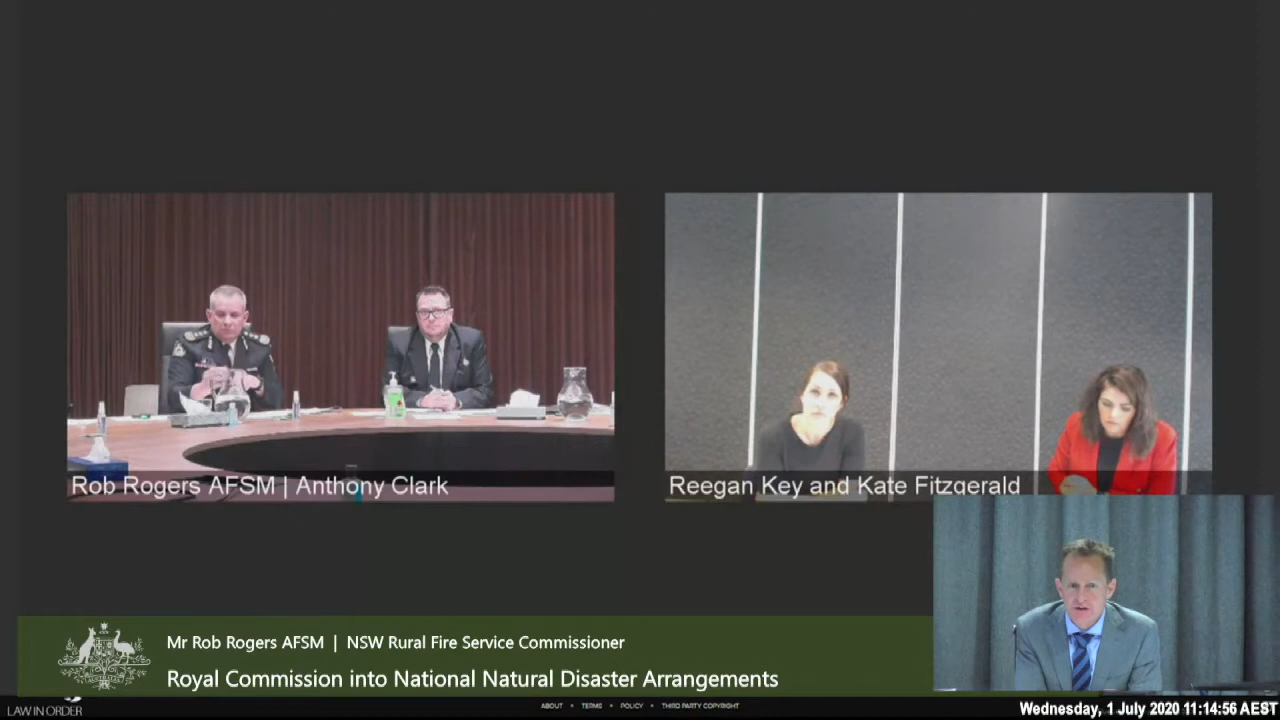 Rob Rogers AFSM | Anthony Clark
Reegan Key and Kate Fitzgerald
Mr Rob Rogers AFSM | NSW Rural Fire Service Commissioner
Royal Commission into National Natural Disaster Arrangements
LAW IN ORDER
ABOUT • TERMS • POLICY • THIRD PARTY COPYRIGHT
Wednesday, 1 July 2020 11:14:56 AEST